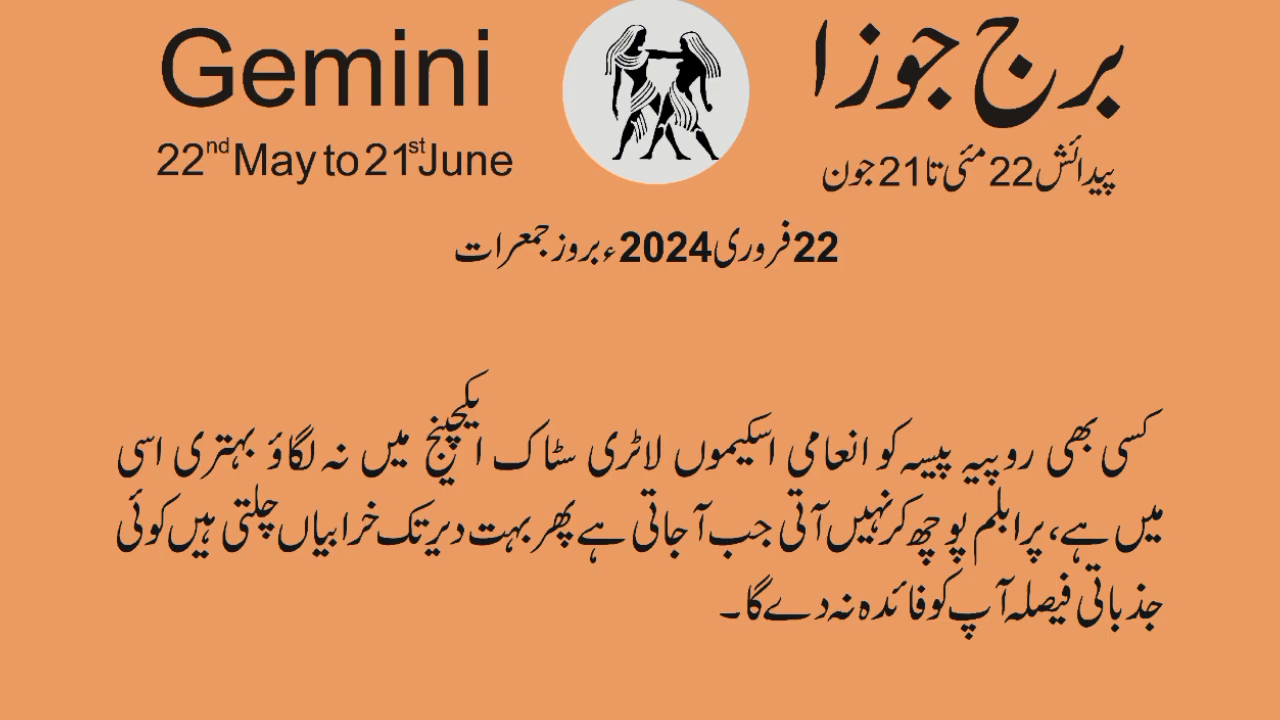 Gemini
برج جوزا
22nd May to 21st June
پیدائش 22 مئی تا 21 جون
22 فروری 2024ء بروز جمعرات
کسی بھی روپیہ پیسہ کو انعامی اسکیموں لاٹری سٹاک ایکچینج میں نہ لگاؤ بہتری اسی
میں ہے، پرابلم پوچھ کر نہیں آتی جب آ جاتی ہے پھر بہت دیر تک خرابیاں چلتی ہیں کوئی
جذباتی فیصلہ آپ کو فائدہ نہ دے گا۔